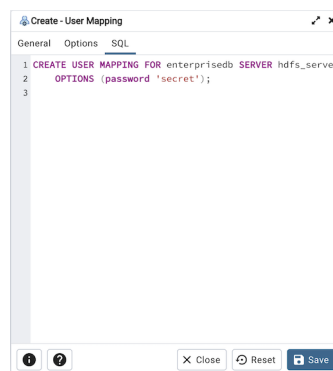 Create - User Mapping
General Options SQL
1 CREATE USER MAPPING FOR enterprisedb SERVER hdfs_serve
2 OPTIONS (password 'secret');
3
Close Reset Save